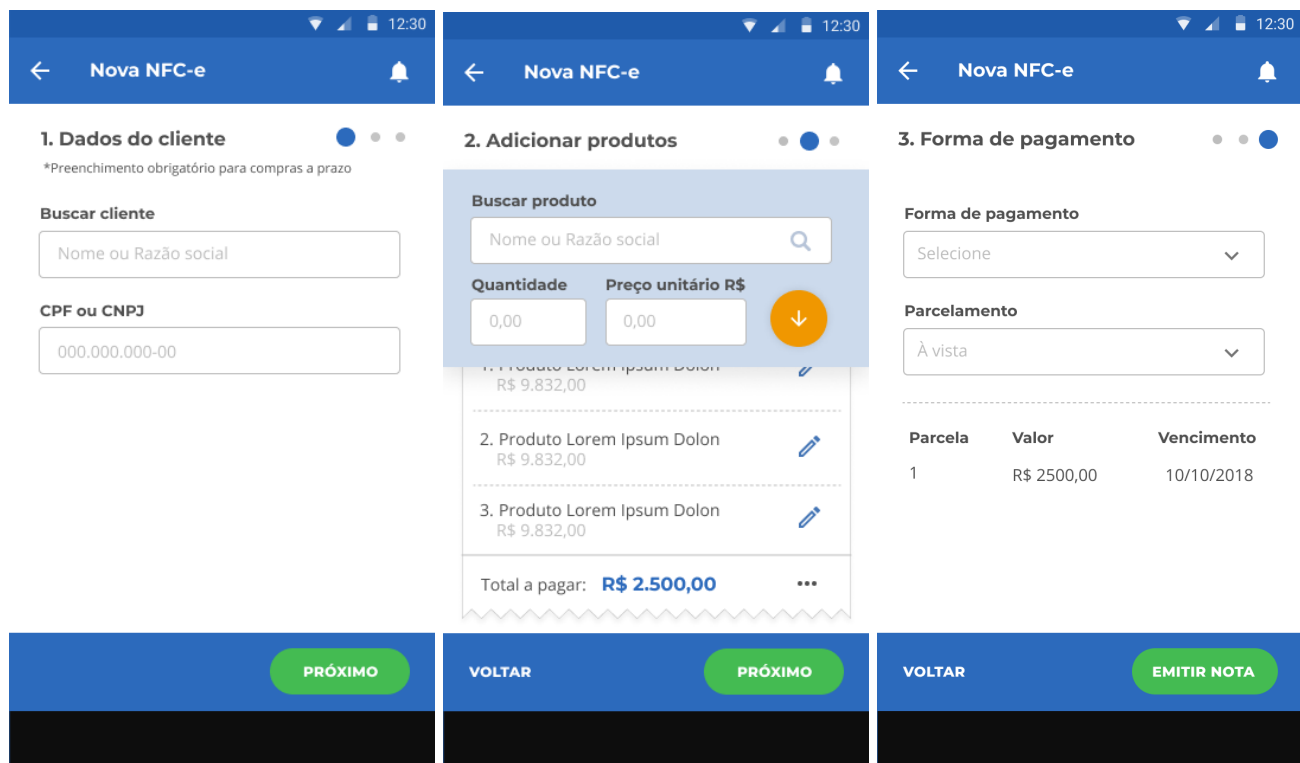 12:30
Nova NFC-e
1. Dados do cliente
*Preenchimento obrigatório para compras a prazo
Buscar cliente
Nome ou Razão social
CPF ou CNPJ
000.000.000-00
PRÓXIMO
12:30
Nova NFC-e
2. Adicionar produtos
Buscar produto
Nome ou Razão social
Quantidade Preço unitário R$
0,00 0,00
1. Produto Lorem Ipsum Dolon
R$ 9.832,00
2. Produto Lorem Ipsum Dolon
R$ 9.832,00
3. Produto Lorem Ipsum Dolon
R$ 9.832,00
Total a pagar: R$ 2.500,00
VOLTAR PRÓXIMO
12:30
Nova NFC-e
3. Forma de pagamento
Forma de pagamento
Selecione
Parcelamento
À vista
Parcela Valor Vencimento
1 R$ 2500,00 10/10/2018
VOLTAR EMITIR NOTA